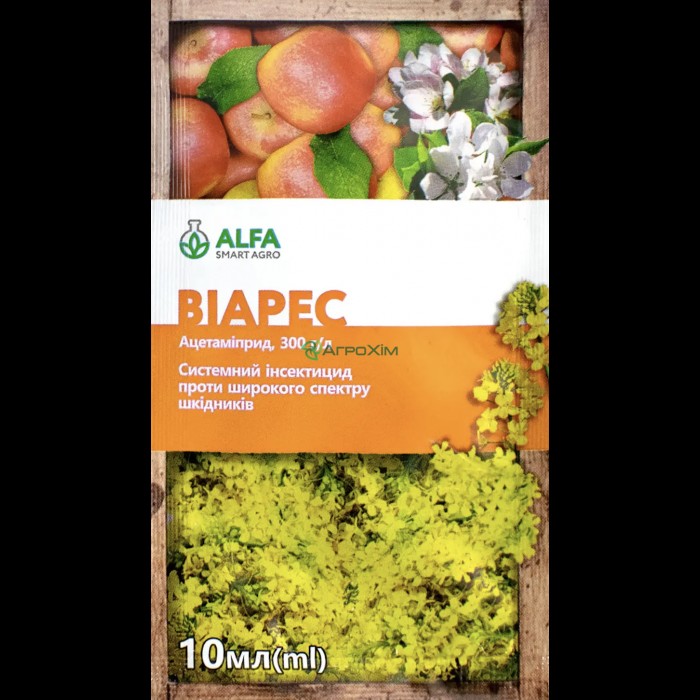 ALFA
SMART AGRO
ВІАРЕС
Ацетаміприд, 300 г/л
АгроХім
Системний інсектицид
проти широкого спектру
шкідників
10мл(ml)